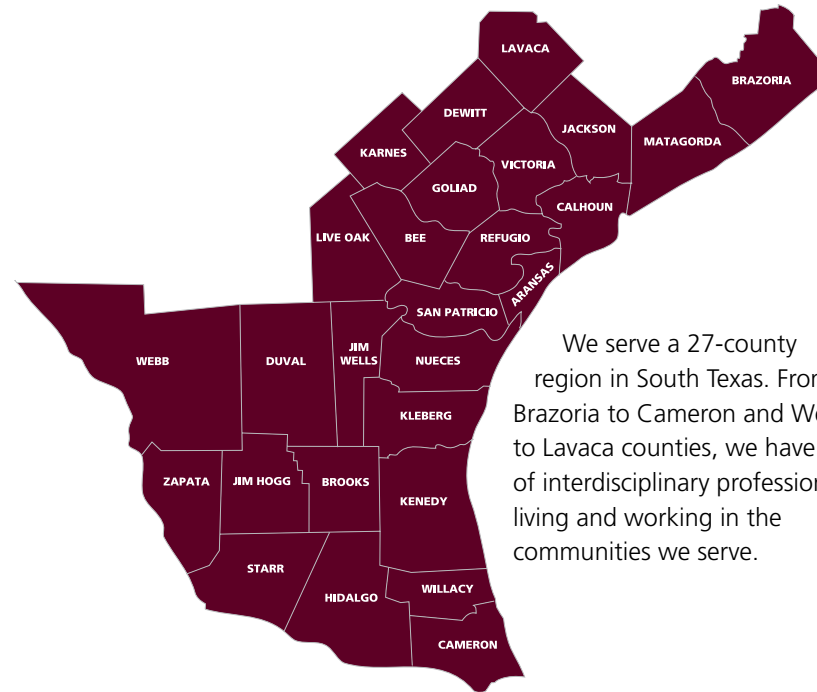 LAVACA
BRAZORIA
DEWITT
JACKSON
MATAGORDA
KARNES
VICTORIA
GOLIAD
CALHOUN
LIVE OAK
BEE
REFUGIO
ARANSAS
SAN PATRICIO
WEBB
DUVAL
JIM
WELLS
NUECES
KLEBERG
ZAPATA
JIM HOGG
BROOKS
KENEDY
STARR
WILLACY
HIDALGO
CAMERON
We serve a 27-county
region in South Texas.
Brazoria to Cameron and
to Lavaca counties, we have
of interdisciplinary
living and working in the
communities we serve.